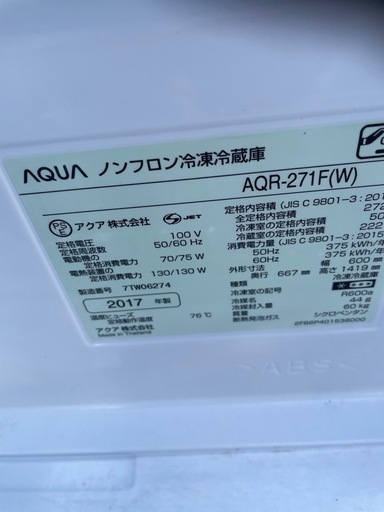 AQUA ノンフロン冷凍冷蔵庫
AQR-271F(W)
PS
E
アクア 株式会社
JET
定格電圧 100 V
定格周波数 50/60 Hz
電動機の定格消費電力 70/75 W
電熱装置の定格消費電力 130/130 W
製造番号 7TW06274
2017 年製
温度ヒューズ定格製作温度 76℃
アクア 株式会社
Made in Thailand
定格内容積 (JIS C 9801-3 : 201
272
冷凍室の定格内容積 50
冷蔵室の定格内容積 222
消費電力量 (JIS C 9801-3 : 2015
50Hz 375 kWh/年
60Hz 375 kWh/年
外形寸法 幅 600 mm
奥行 667 mm 高さ 1419 mm
種類 冷凍冷蔵庫
冷凍室の記号
冷媒 R600a
冷媒封入量 44 g
質量 60 kg
断熱発泡ガス シクロペンタン
>ABS<